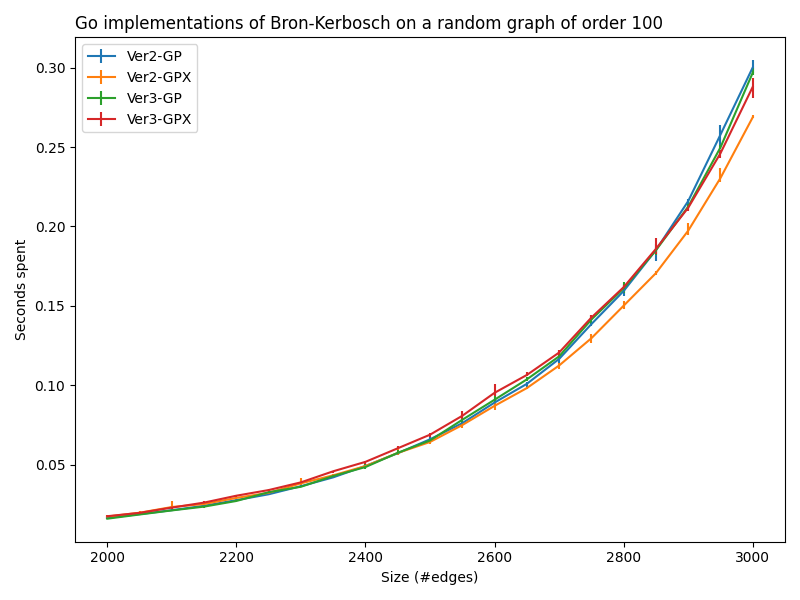 Go implementations of Bron-Kerbosch on a random graph of order 100
Ver2-GP
Ver2-GPX
Ver3-GP
Ver3-GPX
0.30
0.25
0.20
0.15
0.10
0.05
Seconds spent
2000 2200 2400 2600 2800 3000
Size (#edges)